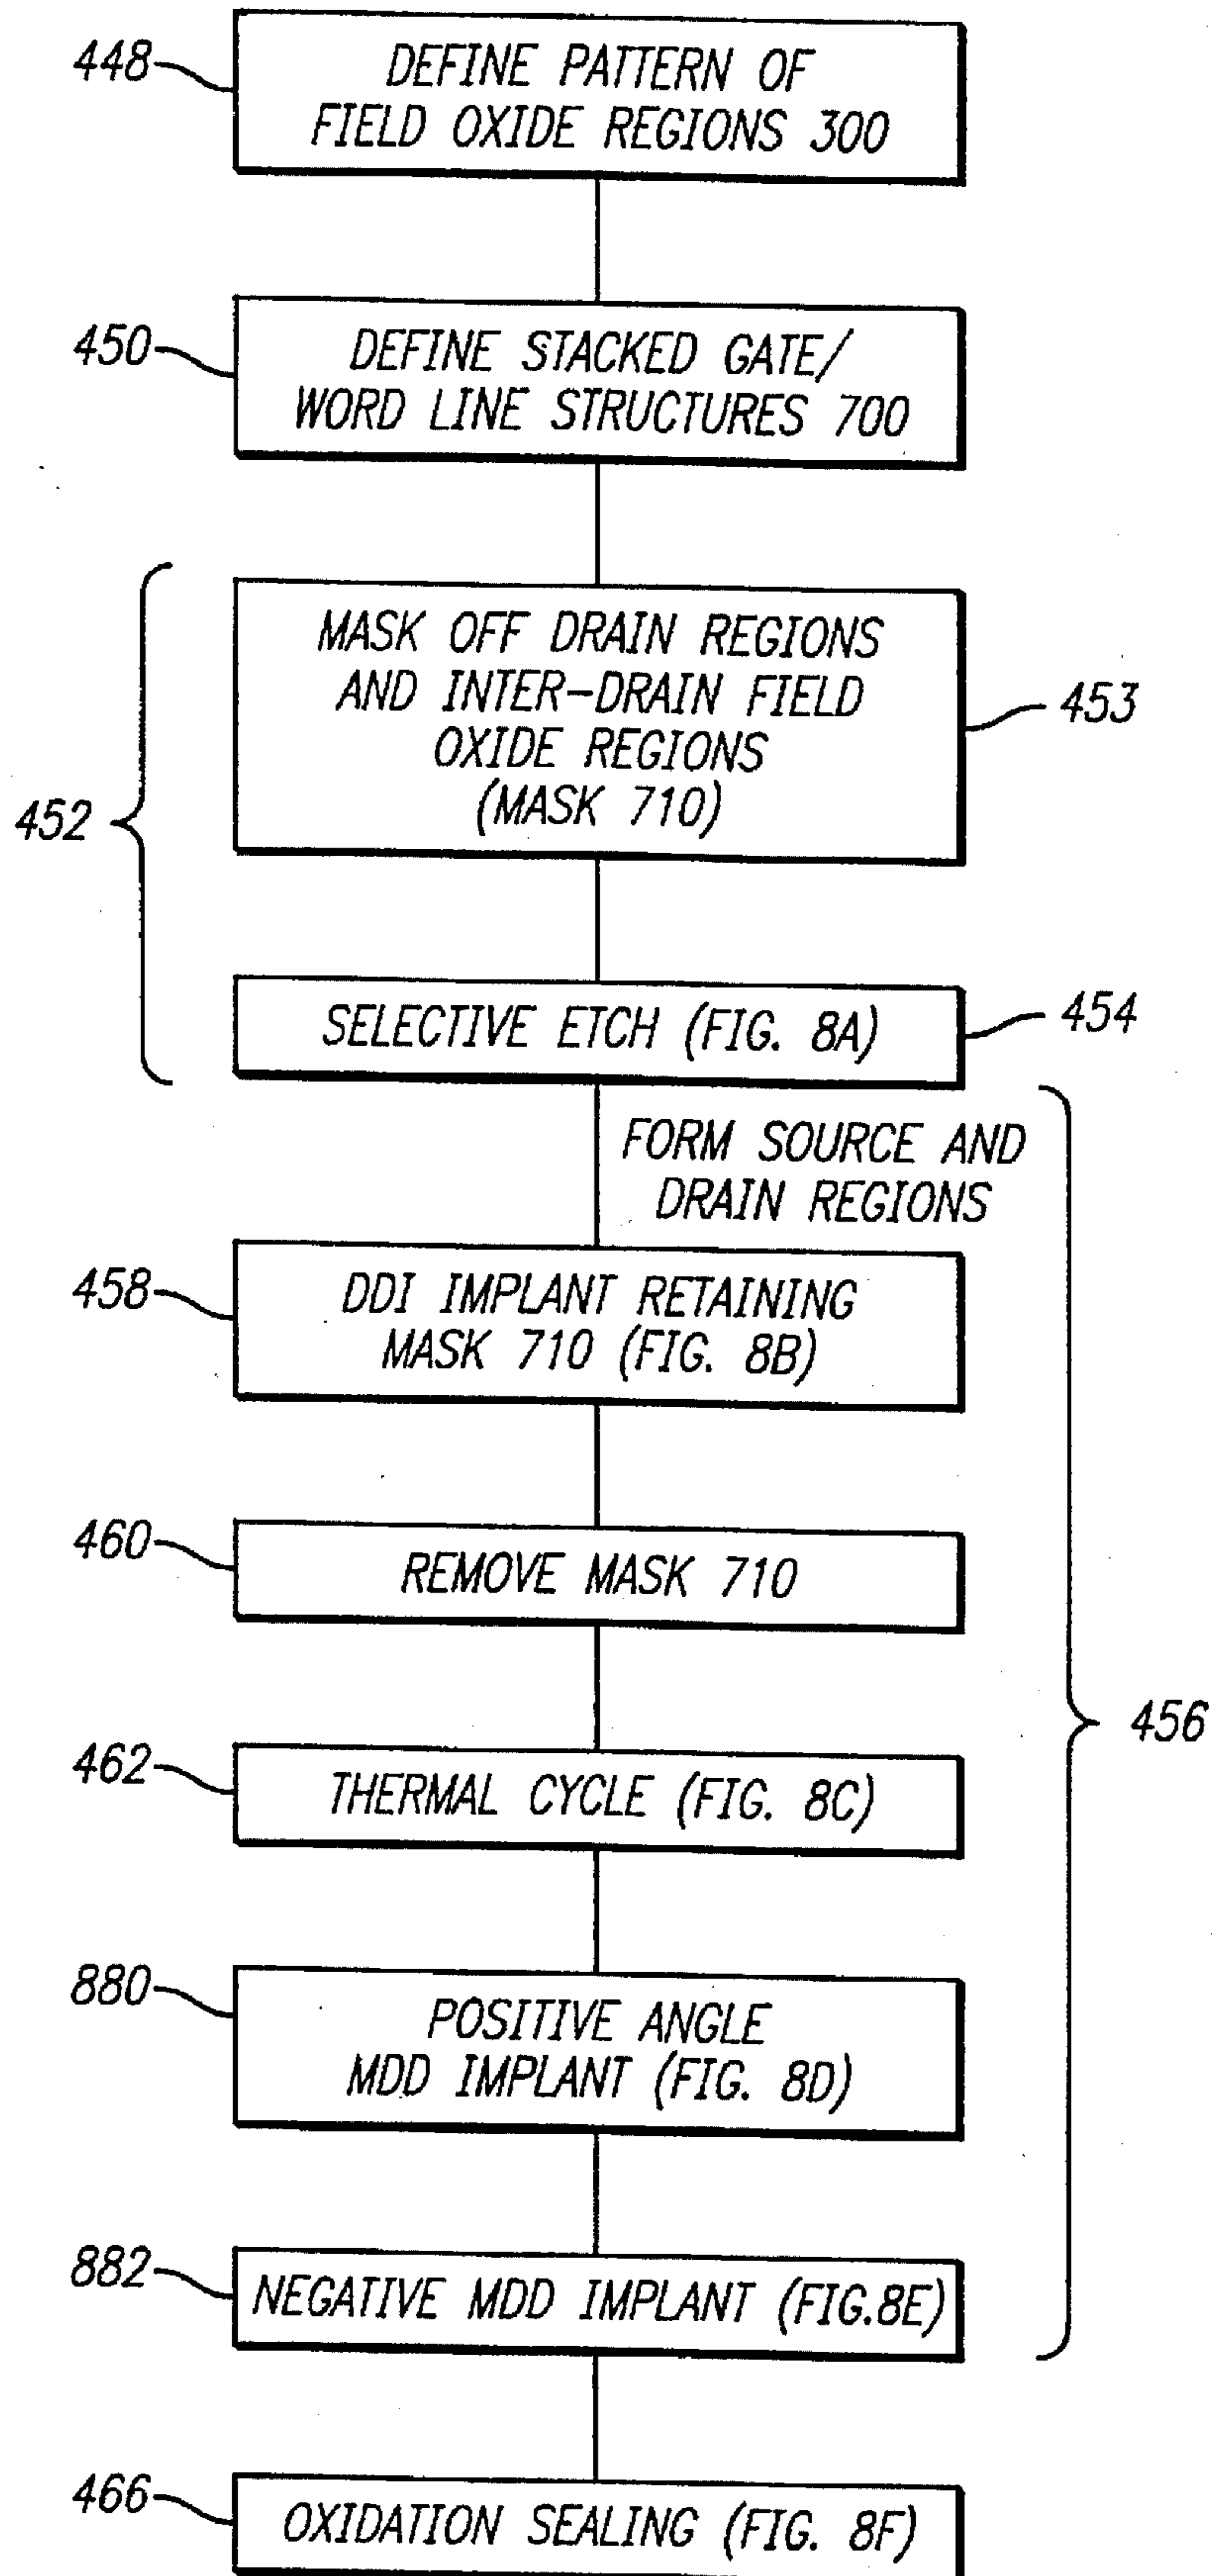 448
DEFINE PATTERN OF
FIELD OXIDE REGIONS 300
450
DEFINE STACKED GATE/
WORD LINE STRUCTURES 700
452
MASK OFF DRAIN REGIONS
AND INTER-DRAIN FIELD
OXIDE REGIONS
(MASK 710)
453
SELECTIVE ETCH (FIG. 8A)
454
FORM SOURCE AND
DRAIN REGIONS
456
458
DDI IMPLANT RETAINING
MASK 710 (FIG. 8B)
460
REMOVE MASK 710
462
THERMAL CYCLE (FIG. 8C)
880
POSITIVE ANGLE
MDD IMPLANT (FIG. 8D)
882
NEGATIVE MDD IMPLANT (FIG.8E)
466
OXIDATION SEALING (FIG. 8F)